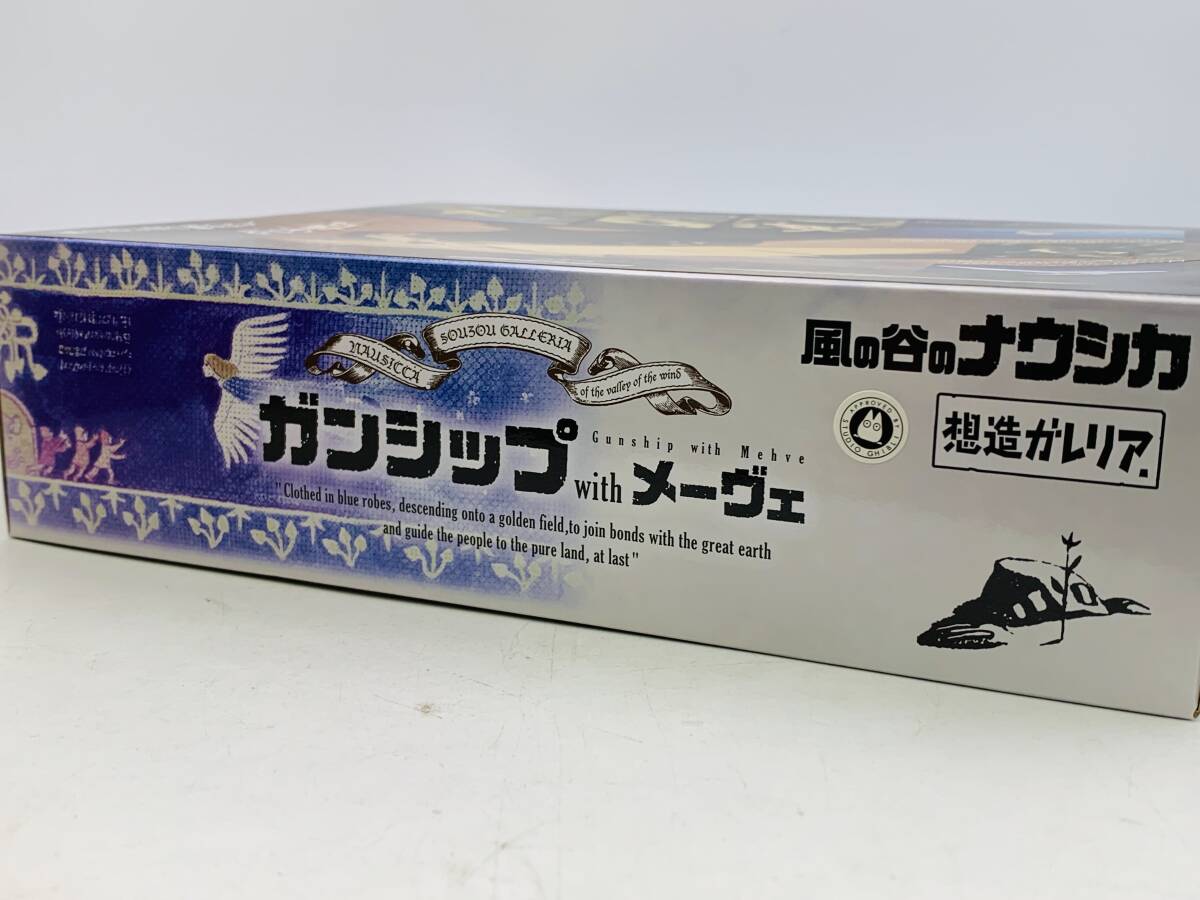 NAUSICCA
SOUZOU GALLERIA
of the valley of the wind
ガンシップ
Gunship with Mehve
with メーヴェ
"Clothed in blue robes, descending onto a golden field,to join bonds with the great earth
and guide the people to the pure land, at last"
風の谷のナウシカ
APPROVED BY
STUDIO GHIBLI
想造ガレリア.